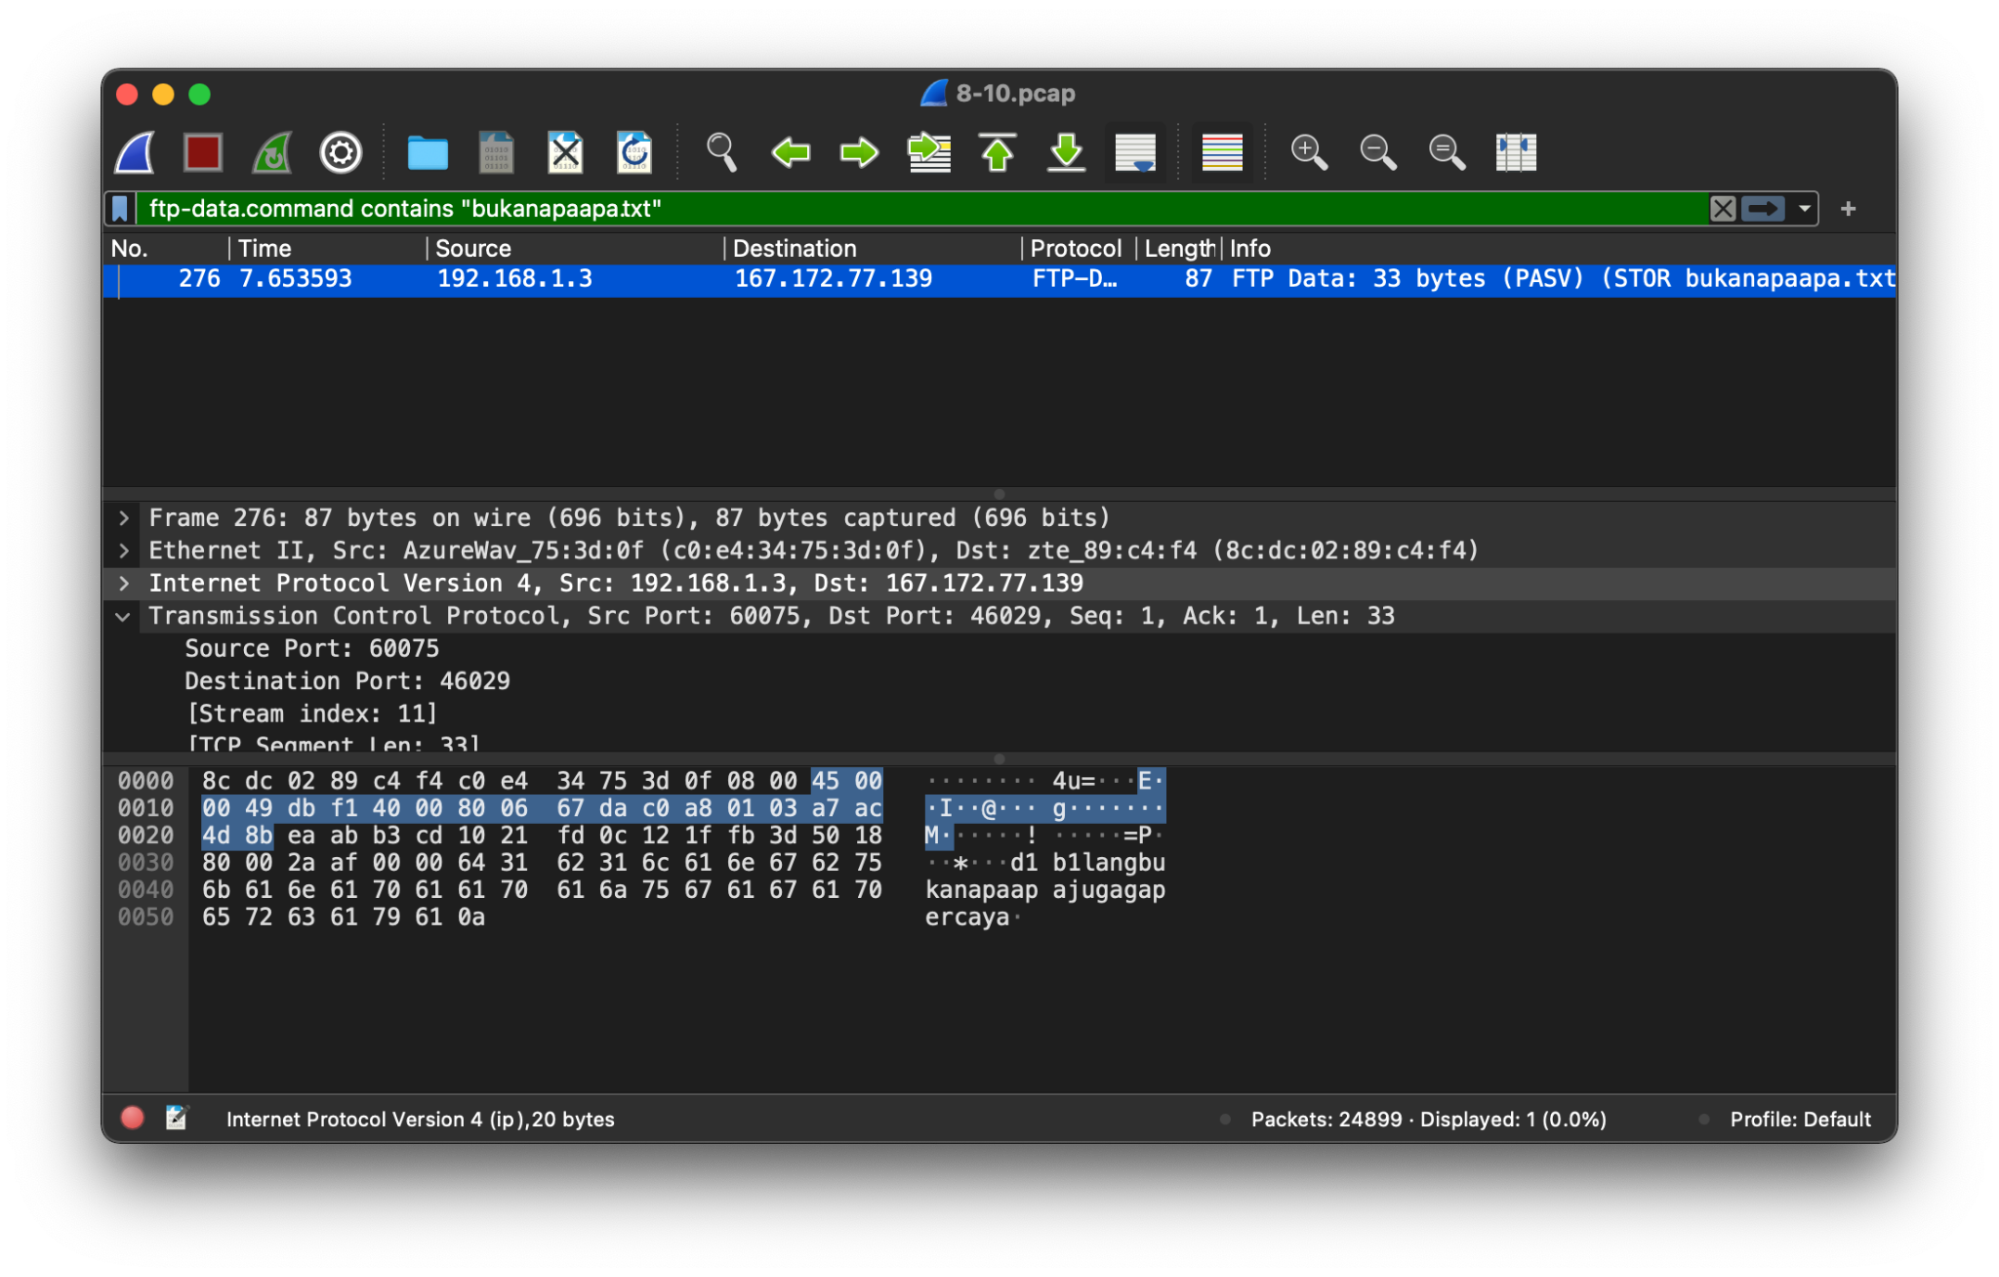 8-10.pcap
ftp-data.command contains "bukanapaapa.txt"
No. Time Source Destination Protocol Length Info
276 7.653593 192.168.1.3 167.172.77.139 FTP-D… 87 FTP Data: 33 bytes (PASV) (STOR bukanapaapa.txt
Frame 276: 87 bytes on wire (696 bits), 87 bytes captured (696 bits)
Ethernet II, Src: AzureWav_75:3d:0f (c0:e4:34:75:3d:0f), Dst: zte_89:c4:f4 (8c:dc:02:89:c4:f4)
Internet Protocol Version 4, Src: 192.168.1.3, Dst: 167.172.77.139
Transmission Control Protocol, Src Port: 60075, Dst Port: 46029, Seq: 1, Ack: 1, Len: 33
Source Port: 60075
Destination Port: 46029
[Stream index: 11]
[TCP Segment Len: 33]
0000 8c dc 02 89 c4 f4 c0 e4 34 75 3d 0f 08 00 45 00 ········ 4u=···E·
0010 00 49 db f1 40 00 80 06 67 da c0 a8 01 03 a7 ac ·I··@··· g·······
0020 4d 8b ea ab b3 cd 10 21 fd 0c 12 1f fb 3d 50 18 M······! ·····=P·
0030 80 00 2a af 00 00 64 31 62 31 6c 61 6e 67 62 75 ··*···d1 b1langbu
0040 6b 61 6e 61 70 61 61 70 61 6a 75 67 61 67 61 70 kanapaap ajugagap
0050 65 72 63 61 79 61 0a ercaya·
Internet Protocol Version 4 (ip), 20 bytes
Packets: 24899 · Displayed: 1 (0.0%)
Profile: Default